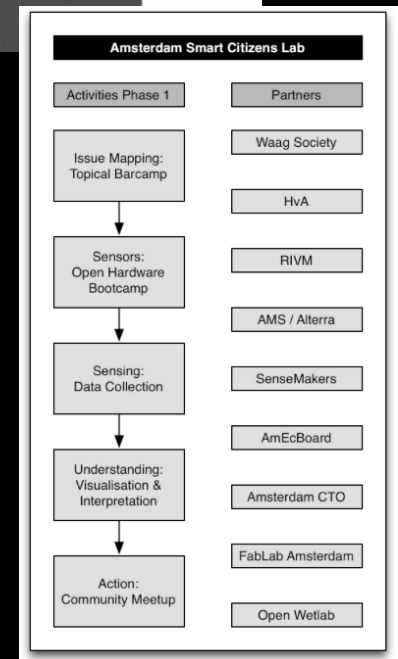 Amsterdam Smart Citizens Lab
Activities Phase 1
Issue Mapping:
Topical Barcamp
Sensors:
Open Hardware
Bootcamp
Sensing:
Data Collection
Understanding:
Visualisation &
Interpretation
Action:
Community Meetup
Partners
Waag Society
HvA
RIVM
AMS / Alterra
SenseMakers
AmEcBoard
Amsterdam CTO
FabLab Amsterdam
Open Wetlab